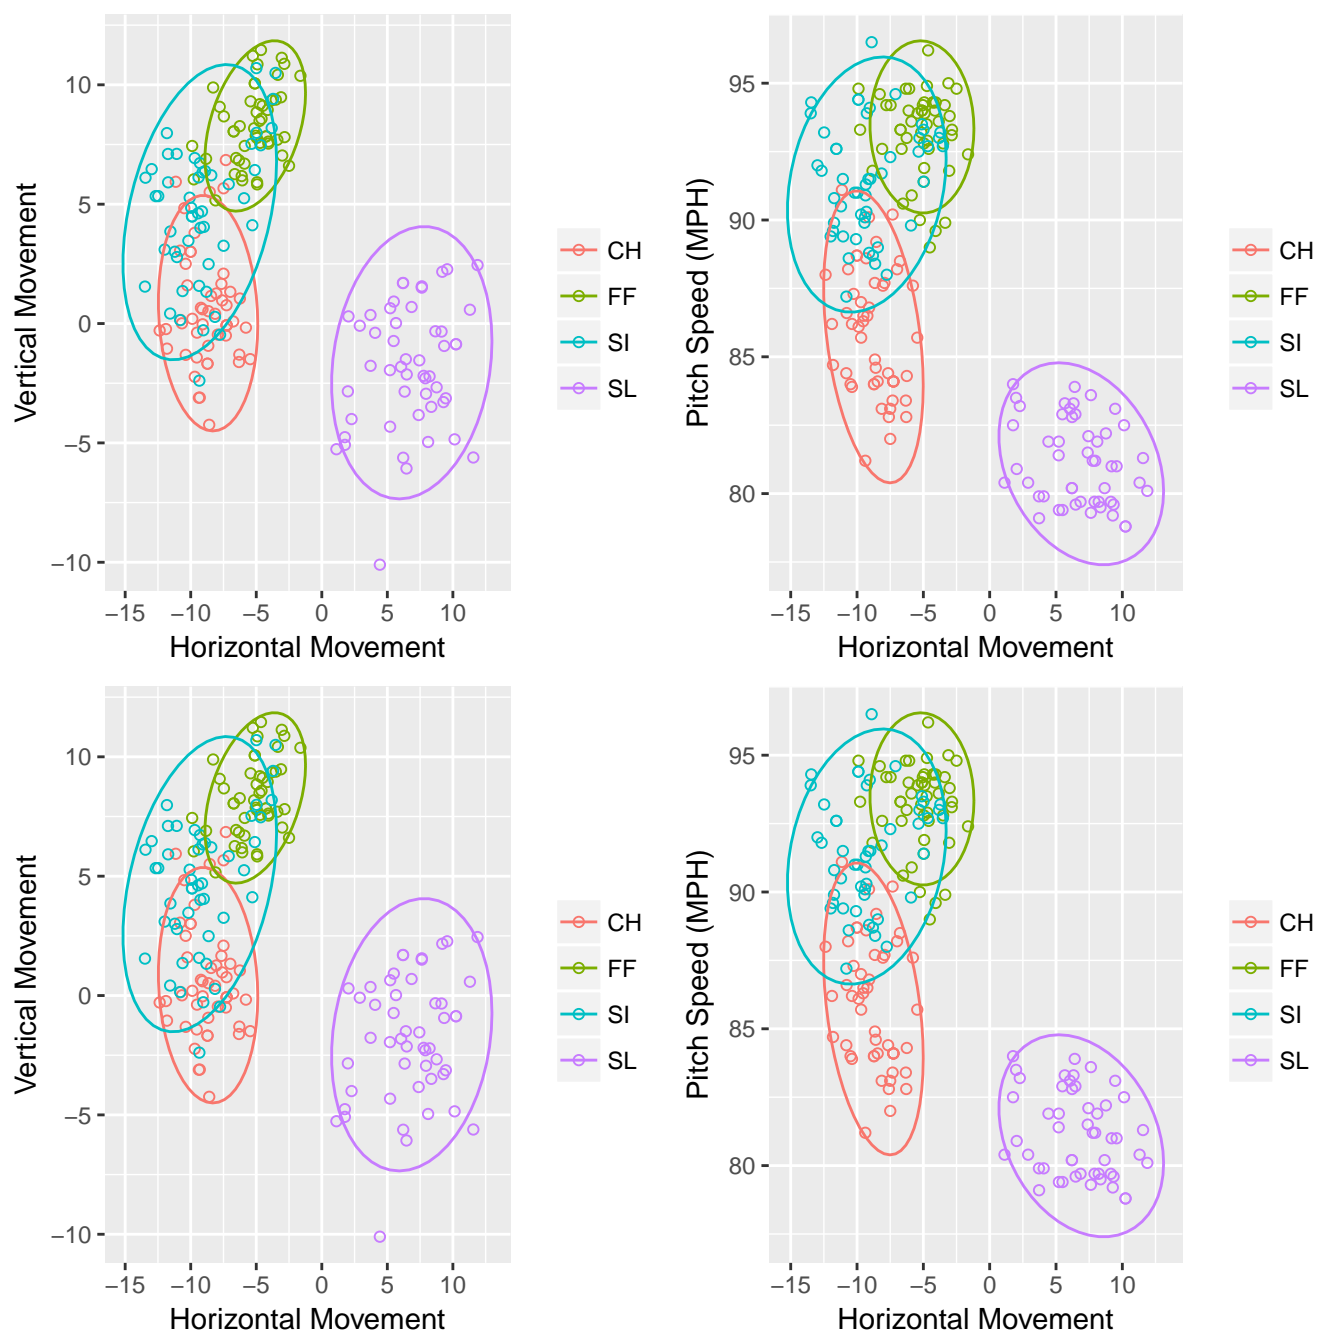 Vertical Movement
10
5
0
−5
−10
−15 −10 −5 0 5 10
Horizontal Movement
CH
FF
SI
SL
Pitch Speed (MPH)
95
90
85
80
−15 −10 −5 0 5 10
Horizontal Movement
CH
FF
SI
SL
Vertical Movement
10
5
0
−5
−10
−15 −10 −5 0 5 10
Horizontal Movement
CH
FF
SI
SL
Pitch Speed (MPH)
95
90
85
80
−15 −10 −5 0 5 10
Horizontal Movement
CH
FF
SI
SL